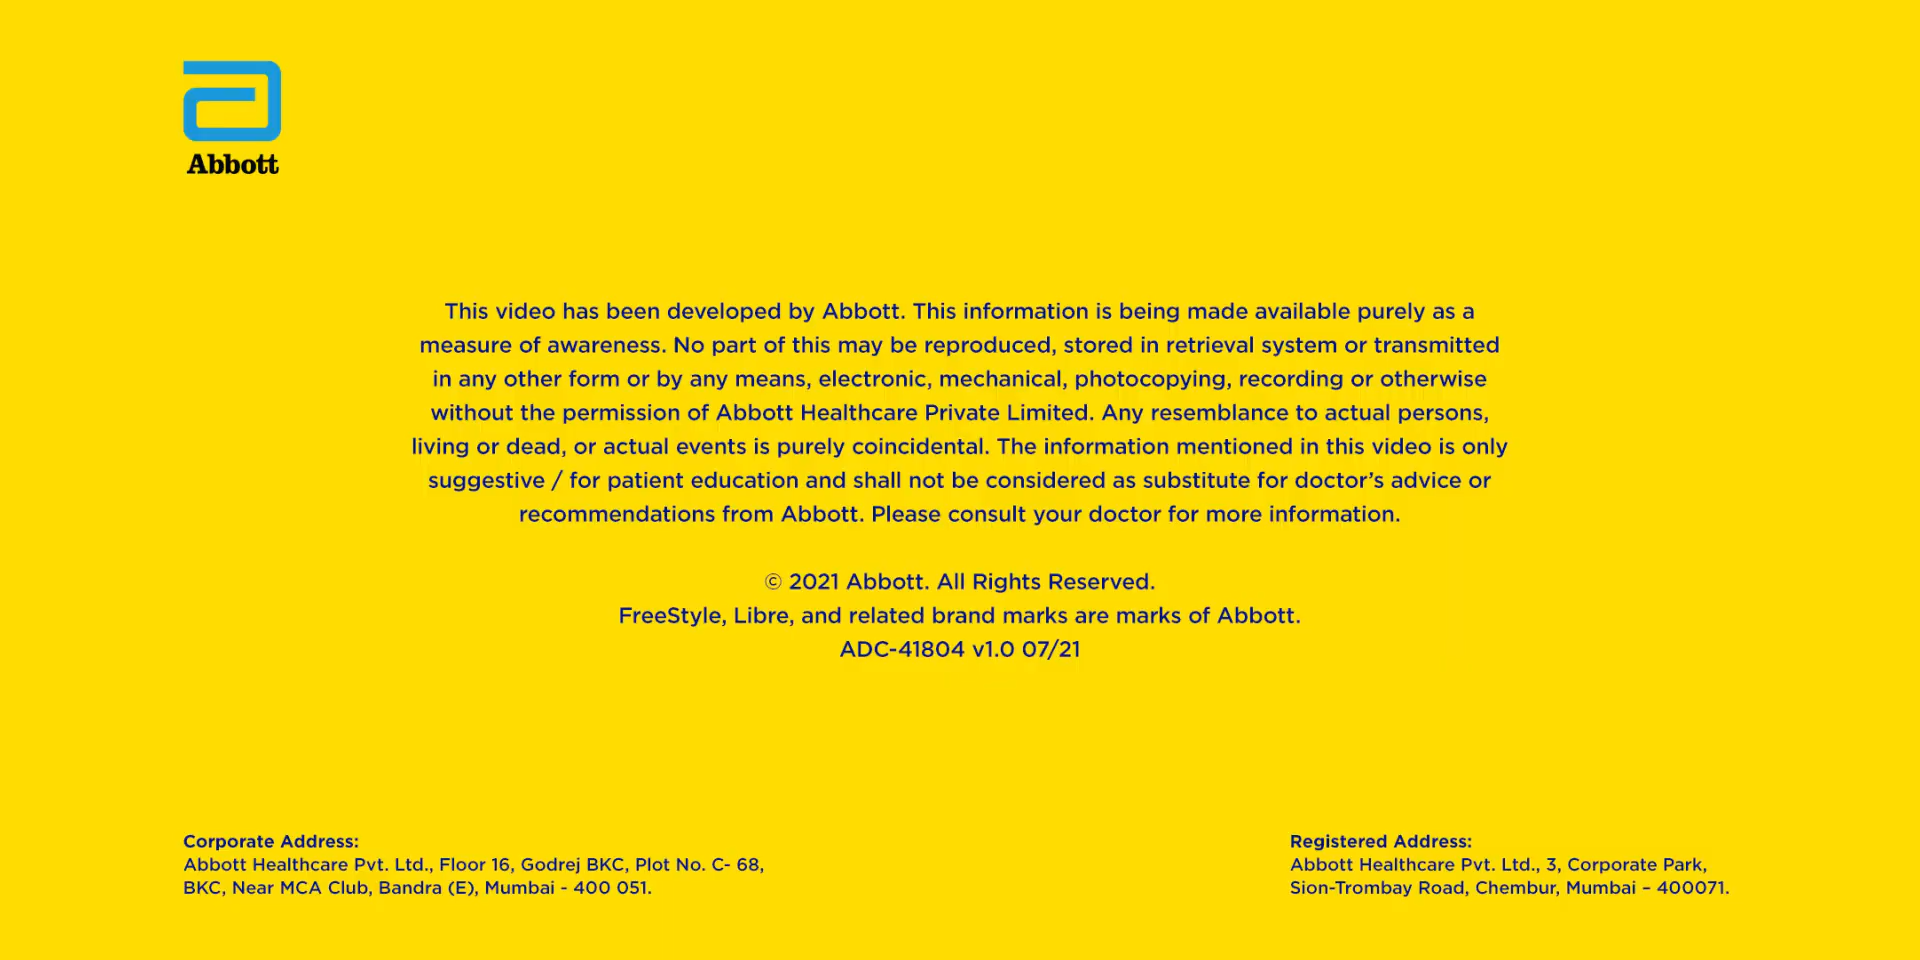 Abbott
This video has been developed by Abbott. This information is being made available purely as a
measure of awareness. No part of this may be reproduced, stored in retrieval system or transmitted
in any other form or by any means, electronic, mechanical, photocopying, recording or otherwise
without the permission of Abbott Healthcare Private Limited. Any resemblance to actual persons,
living or dead, or actual events is purely coincidental. The information mentioned in this video is only
suggestive / for patient education and shall not be considered as substitute for doctor’s advice or
recommendations from Abbott. Please consult your doctor for more information.
© 2021 Abbott. All Rights Reserved.
FreeStyle, Libre, and related brand marks are marks of Abbott.
ADC-41804 v1.0 07/21
Corporate Address:
Abbott Healthcare Pvt. Ltd., Floor 16, Godrej BKC, Plot No. C- 68,
BKC, Near MCA Club, Bandra (E), Mumbai - 400 051.
Registered Address:
Abbott Healthcare Pvt. Ltd., 3, Corporate Park,
Sion-Trombay Road, Chembur, Mumbai – 400071.